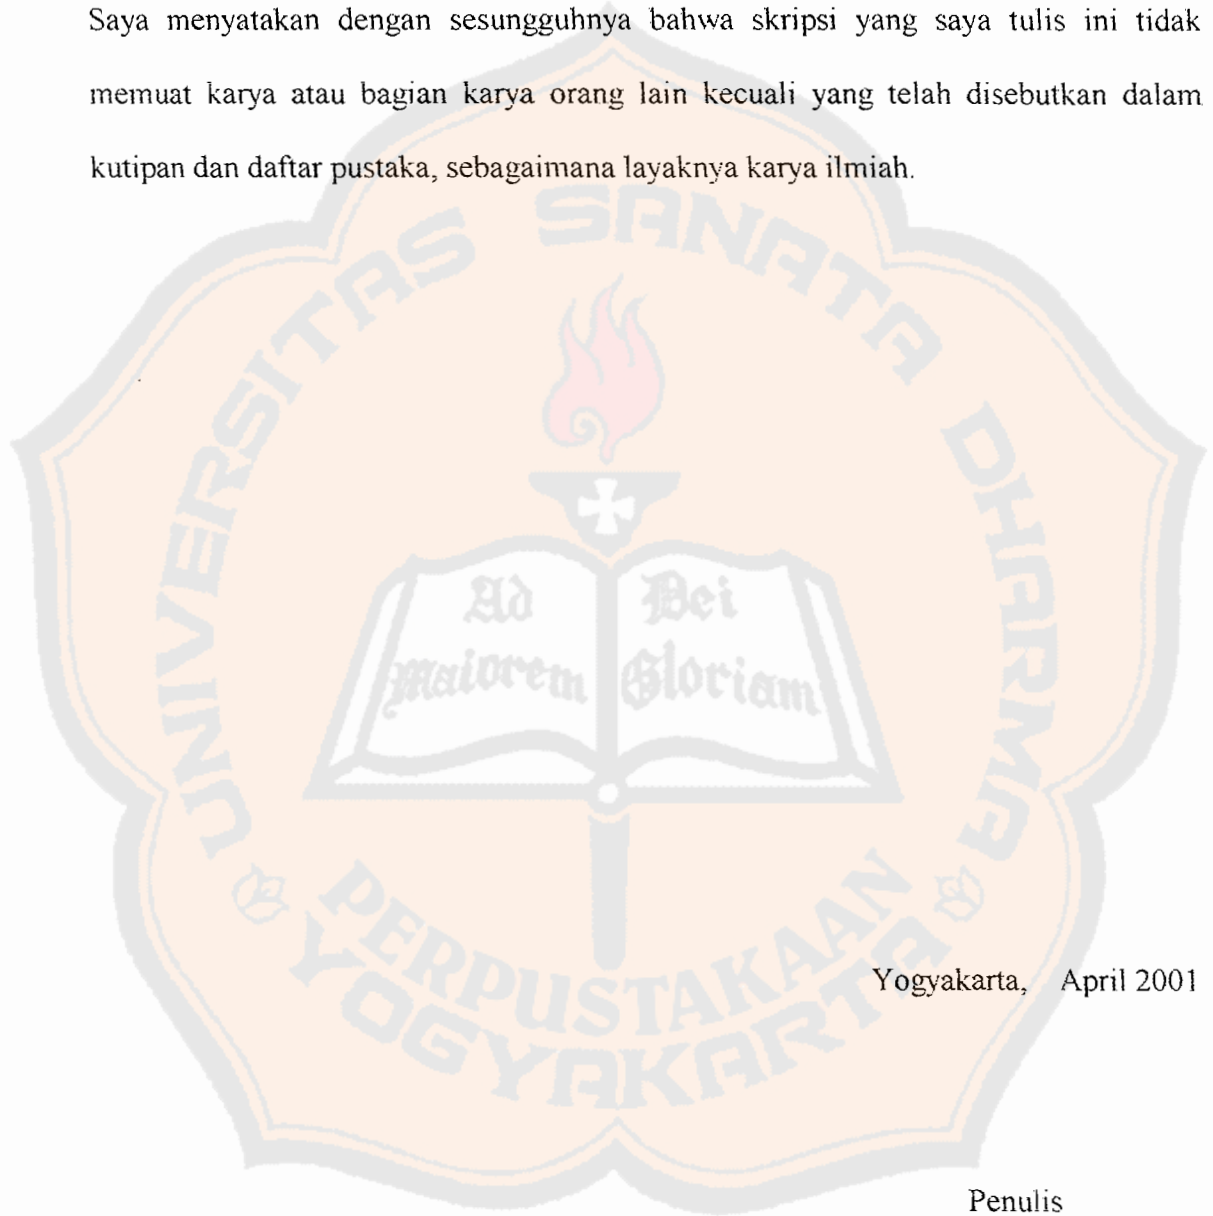 Saya menyatakan dengan sesungguhnya bahwa skripsi yang saya tulis ini tidak
memuat karya atau bagian karya orang lain kecuali yang telah disebutkan dalam
kutipan dan daftar pustaka, sebagaimana layaknya karya ilmiah.
UNIVERSITAS SANATA DHARMA
Ad Dei
maiorem Gloriam
PERPUSTAKAAN
YOGYAKARTA
Yogyakarta, April 2001
Penulis